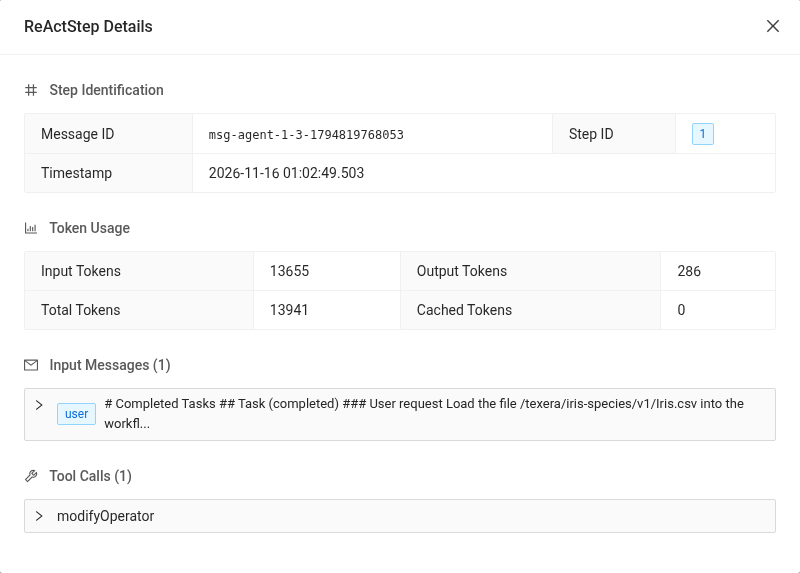 ReActStep Details
Step Identification
Message ID
msg-agent-1-3-1794819768053
Step ID
1
Timestamp
2026-11-16 01:02:49.503
Token Usage
Input Tokens
13655
Output Tokens
286
Total Tokens
13941
Cached Tokens
0
Input Messages (1)
user
# Completed Tasks ## Task (completed) ### User request Load the file /texera/iris-species/v1/Iris.csv into the
workfl...
Tool Calls (1)
modifyOperator